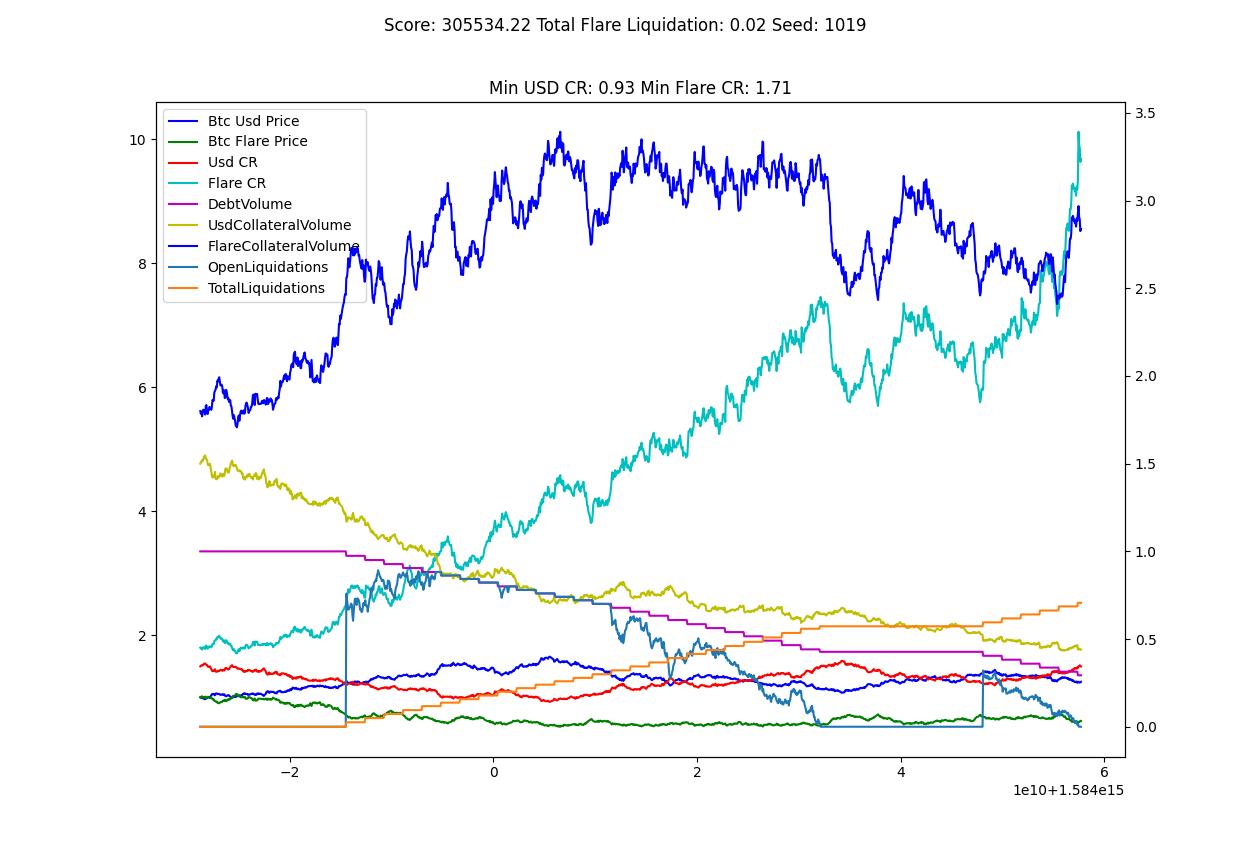 Score: 305534.22 Total Flare Liquidation: 0.02 Seed: 1019
Min USD CR: 0.93 Min Flare CR: 1.71
Btc Usd Price
Btc Flare Price
Usd CR
Flare CR
DebtVolume
UsdCollateralVolume
FlareCollateralVolume
OpenLiquidations
TotalLiquidations
10
8
6
4
2
3.5
3.0
2.5
2.0
1.5
1.0
0.5
0.0
−2
0
2
4
6
1e10+1.584e15